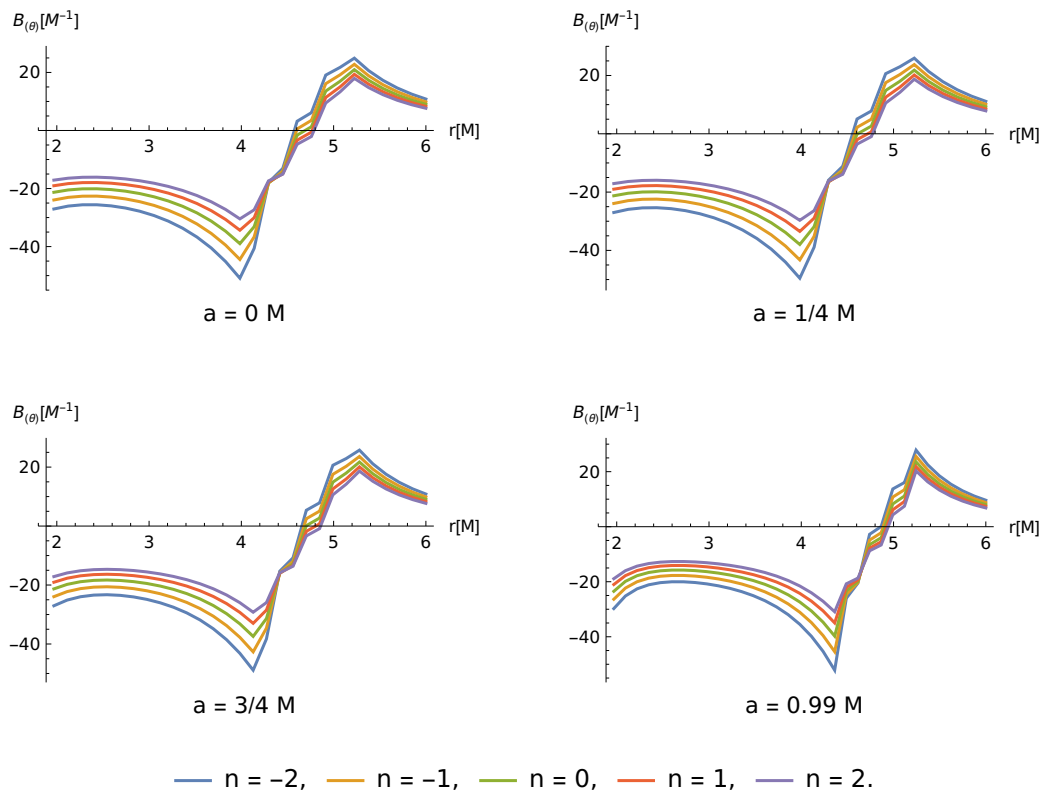 B(θ)[M⁻¹]
20
−20
−40
2 3 4 5 6
r[M]
a = 0 M
B(θ)[M⁻¹]
20
−20
−40
2 3 4 5 6
r[M]
a = 1/4 M
B(θ)[M⁻¹]
20
−20
−40
2 3 4 5 6
r[M]
a = 3/4 M
B(θ)[M⁻¹]
20
−20
−40
2 3 4 5 6
r[M]
a = 0.99 M
n = −2, n = −1, n = 0, n = 1, n = 2.